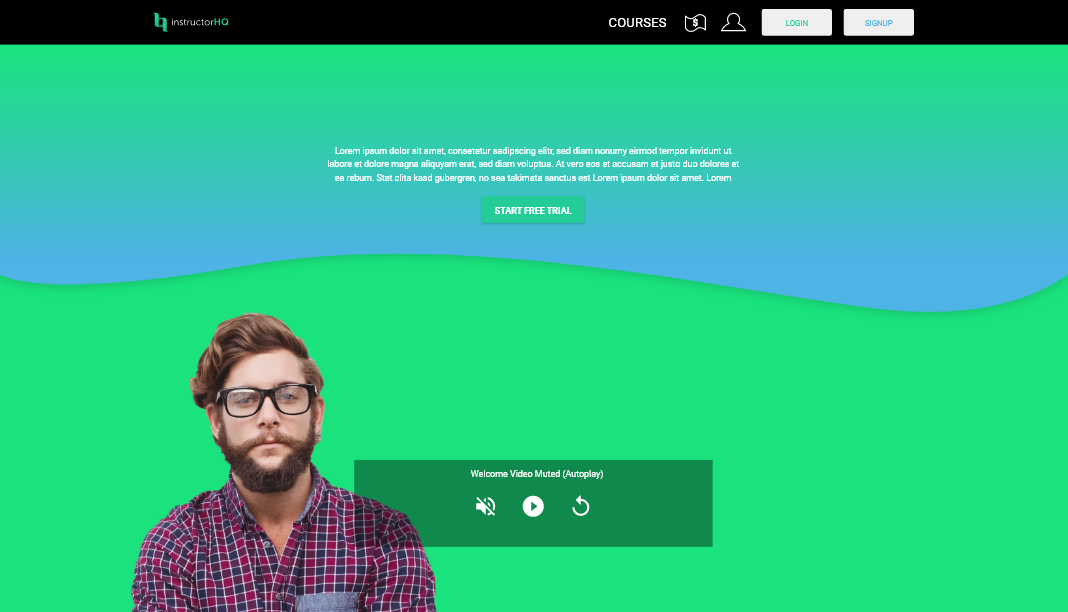 instructorHQ
COURSES
$
LOGIN
SIGNUP
Lorem ipsum dolor sit amet, consetetur sadipscing elitr, sed diam nonumy eirmod tempor invidunt ut
labore et dolore magna aliquyam erat, sed diam voluptua. At vero eos et accusam et justo duo dolores et
ea rebum. Stet clita kasd gubergren, no sea takimata sanctus est Lorem ipsum dolor sit amet. Lorem
START FREE TRIAL
Welcome Video Muted (Autoplay)